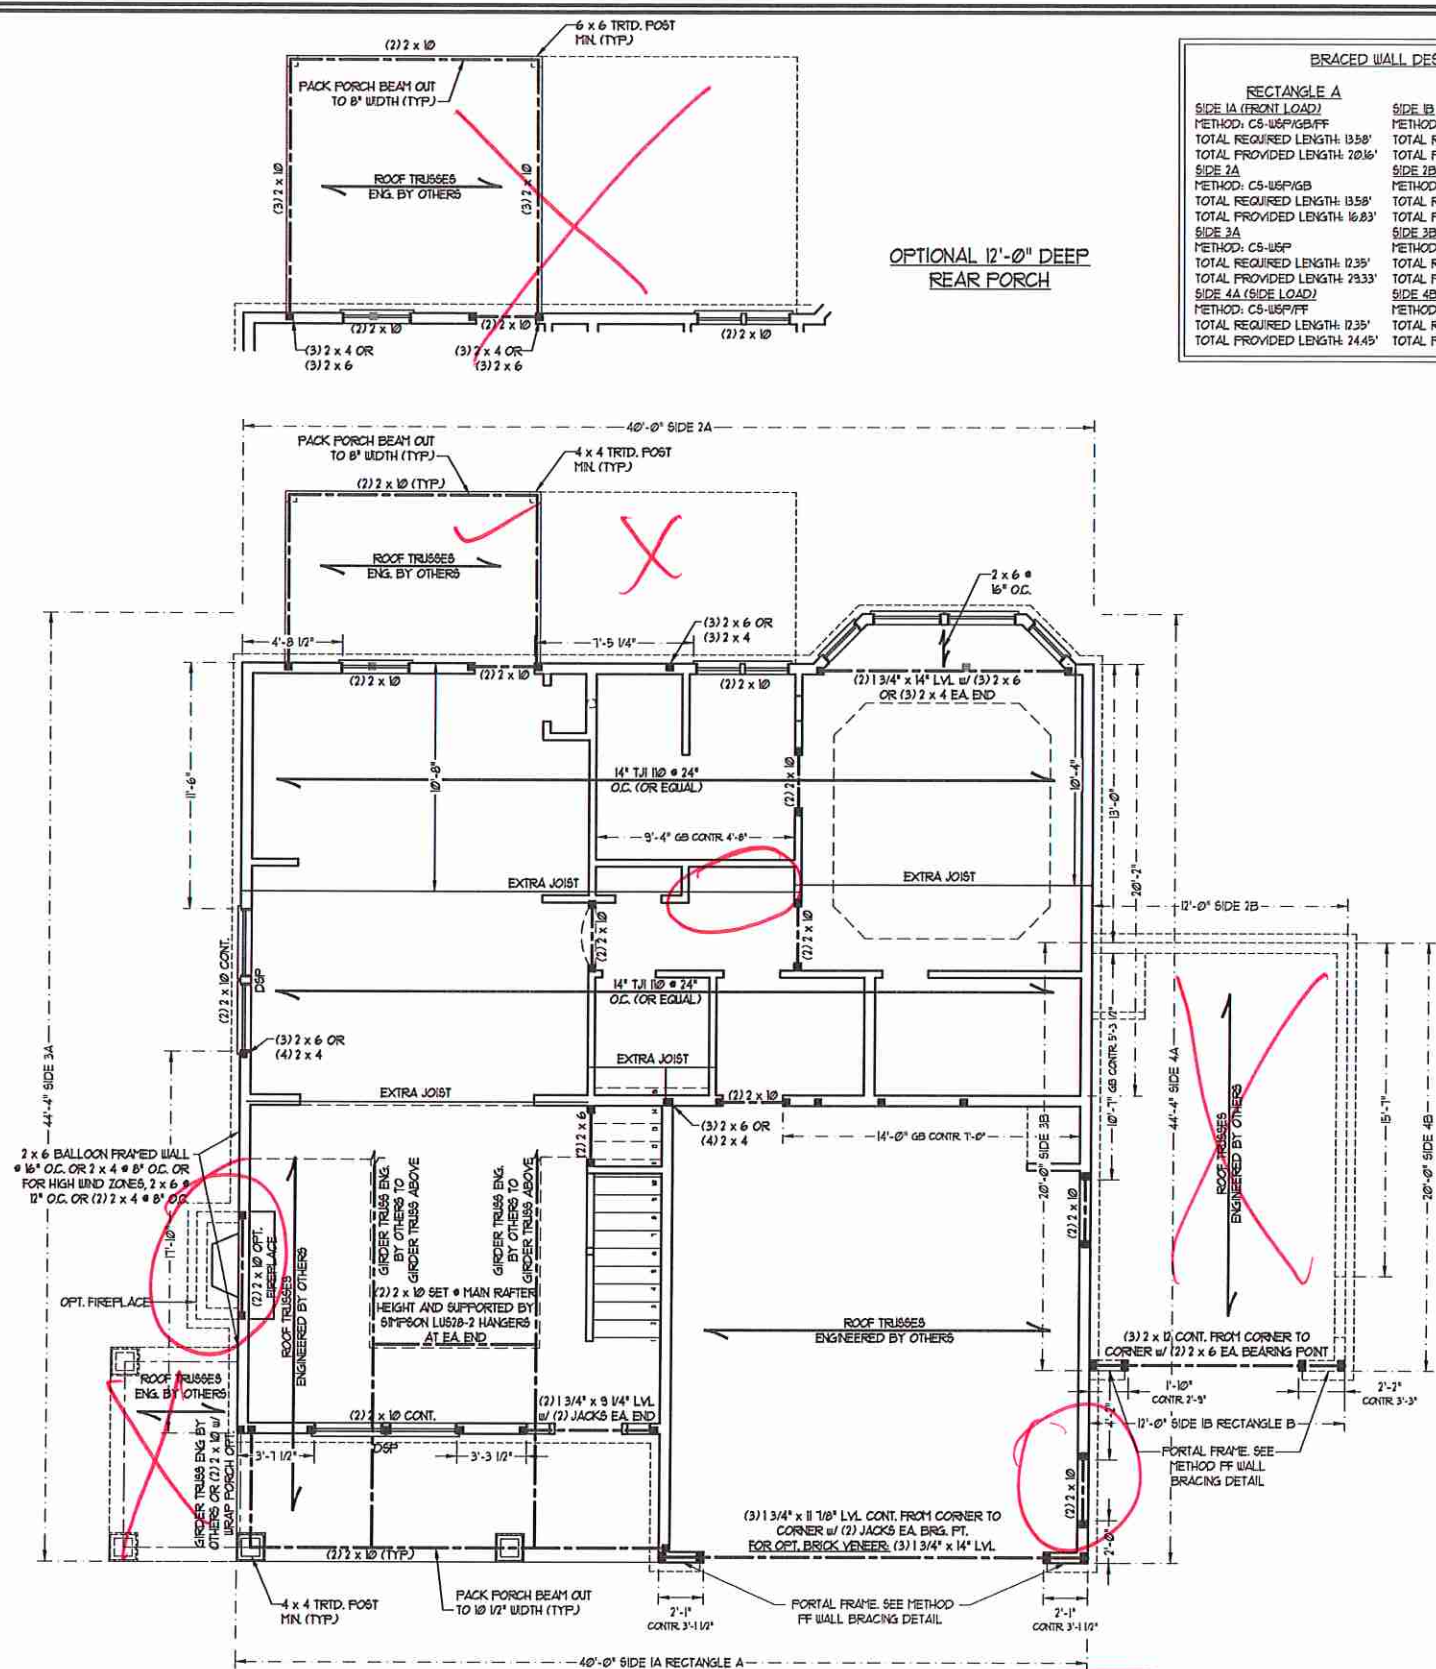 6 x 6 TRTD. POST
MIN. (TYP.)
(2) 2 x 10
PACK PORCH BEAM OUT
TO 8" WIDTH (TYP.)
(3) 2 x 10
ROOF TRUSSES
ENG. BY OTHERS
(3) 2 x 10
(2) 2 x 10
(2) 2 x 10
(2) 2 x 10
(3) 2 x 4 OR
(3) 2 x 6
(3) 2 x 4 OR
(3) 2 x 6
OPTIONAL 12'-0" DEEP
REAR PORCH
BRACED WALL DES
RECTANGLE A
SIDE 1A (FRONT LOAD)
METHOD: CS-WSP/GB/PF
TOTAL REQUIRED LENGTH: 13.58'
TOTAL PROVIDED LENGTH: 20.16'
SIDE 2A
METHOD: CS-WSP/GB
TOTAL REQUIRED LENGTH: 13.58'
TOTAL PROVIDED LENGTH: 16.83'
SIDE 3A
METHOD: CS-WSP
TOTAL REQUIRED LENGTH: 12.35'
TOTAL PROVIDED LENGTH: 29.33'
SIDE 4A (SIDE LOAD)
METHOD: CS-WSP/PF
TOTAL REQUIRED LENGTH: 12.35'
TOTAL PROVIDED LENGTH: 24.45'
SIDE 1B
METHOD
TOTAL R
TOTAL P
SIDE 2B
METHOD
TOTAL R
TOTAL P
SIDE 3B
METHOD
TOTAL R
TOTAL P
SIDE 4B
METHOD
TOTAL R
TOTAL P
40'-0" SIDE 2A
PACK PORCH BEAM OUT
TO 8" WIDTH (TYP.)
4 x 4 TRTD. POST
MIN. (TYP.)
(2) 2 x 10 (TYP.)
ROOF TRUSSES
ENG. BY OTHERS
2 x 6 @
16" O.C.
4'-8 1/2"
7'-5 1/4"
(3) 2 x 6 OR
(3) 2 x 4
(2) 2 x 10
(2) 2 x 10
(2) 2 x 10
(2) 1 3/4" x 14" LVL w/ (3) 2 x 6
OR (3) 2 x 4 EA. END
11'-6"
10'-8"
14" TJI 110 @ 24"
O.C. (OR EQUAL)
(2) 2 x 10
10'-4"
13'-0"
20'-2"
9'-4" GB CONTR. 4'-8"
EXTRA JOIST
EXTRA JOIST
12'-0" SIDE 2B
(2) 2 x 10
(2) 2 x 10
(2) 2 x 10 CONT.
DSP
14" TJI 110 @ 24"
O.C. (OR EQUAL)
(3) 2 x 6 OR
(4) 2 x 4
EXTRA JOIST
EXTRA JOIST
(2) 2 x 10
(3) 2 x 6 OR
(4) 2 x 4
14'-0" GB CONTR. 7'-0"
10'-7" GB CONTR. 5'-3 1/2"
20'-0" SIDE 3B
44'-4" SIDE 4A
44'-4" SIDE 3A
15'-7"
20'-0" SIDE 4B
ROOF TRUSSES
ENGINEERED BY OTHERS
2 x 6 BALLOON FRAMED WALL
@ 16" O.C. OR 2 x 4 @ 8" O.C. OR
FOR HIGH WIND ZONES, 2 x 6 @
12" O.C. OR (2) 2 x 4 @ 8" O.C.
17'-10"
(2) 2 x 6
GIRDER TRUSS ENG.
BY OTHERS TO
GIRDER TRUSS ABOVE
GIRDER TRUSS ENG.
BY OTHERS TO
GIRDER TRUSS ABOVE
(2) 2 x 10 OPT.
FIREPLACE
ROOF TRUSSES
ENGINEERED BY OTHERS
OPT. FIREPLACE
(2) 2 x 10 SET @ MAIN RAFTER
HEIGHT AND SUPPORTED BY
SIMPSON LUS28-2 HANGERS
AT EA. END
(2) 2 x 10
ROOF TRUSSES
ENGINEERED BY OTHERS
(3) 2 x 12 CONT. FROM CORNER TO
CORNER w/ (2) 2 x 6 EA. BEARING POINT
1'-10"
CONTR. 2'-9"
2'-2"
CONTR. 3'-3"
12'-0" SIDE 1B RECTANGLE B
ROOF TRUSSES
ENG. BY OTHERS
GIRDER TRUSS ENG BY
OTHERS OR (2) 2 x 10 w/
WRAP PORCH OPT.
(2) 2 x 10 CONT.
DSP
(2) 1 3/4" x 9 1/4" LVL
w/ (2) JACKS EA. END
3'-7 1/2"
3'-3 1/2"
4'-2"
(2) 2 x 10
2'-0"
PORTAL FRAME. SEE
METHOD PF WALL
BRACING DETAIL
(3) 1 3/4" x 11 7/8" LVL CONT. FROM CORNER TO
CORNER w/ (2) JACKS EA. BRG. PT.
FOR OPT. BRICK VENEER: (3) 1 3/4" x 14" LVL
(2) 2 x 10 (TYP.)
4 x 4 TRTD. POST
MIN. (TYP.)
PACK PORCH BEAM OUT
TO 10 1/2" WIDTH (TYP.)
2'-1"
CONTR. 3'-1 1/2"
PORTAL FRAME. SEE METHOD
PF WALL BRACING DETAIL
2'-1"
CONTR. 3'-1 1/2"
40'-0" SIDE 1A RECTANGLE A